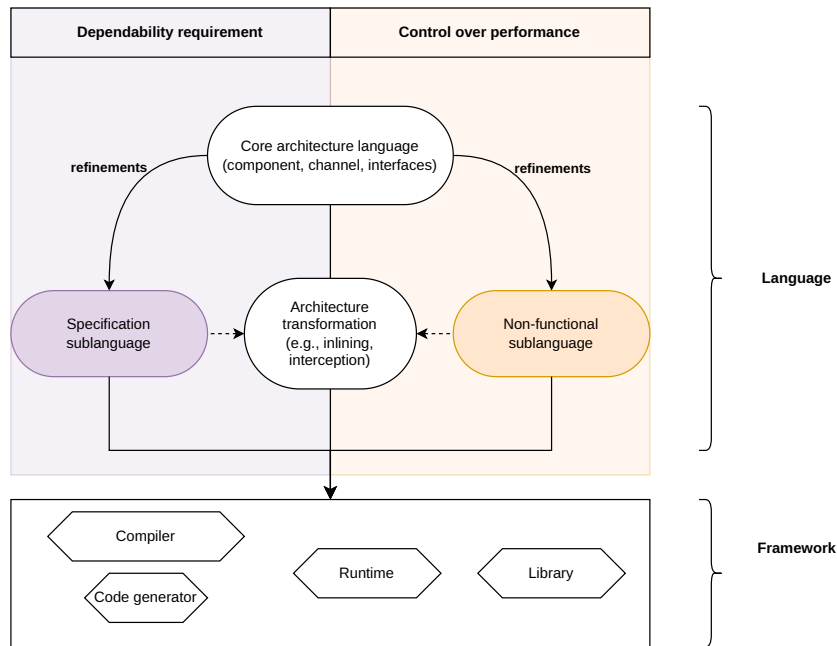 Dependability requirement
Control over performance
Core architecture language
(component, channel, interfaces)
refinements
refinements
Language
Specification
sublanguage
Architecture
transformation
(e.g., inlining,
interception)
Non-functional
sublanguage
Compiler
Framework
Runtime
Library
Code generator